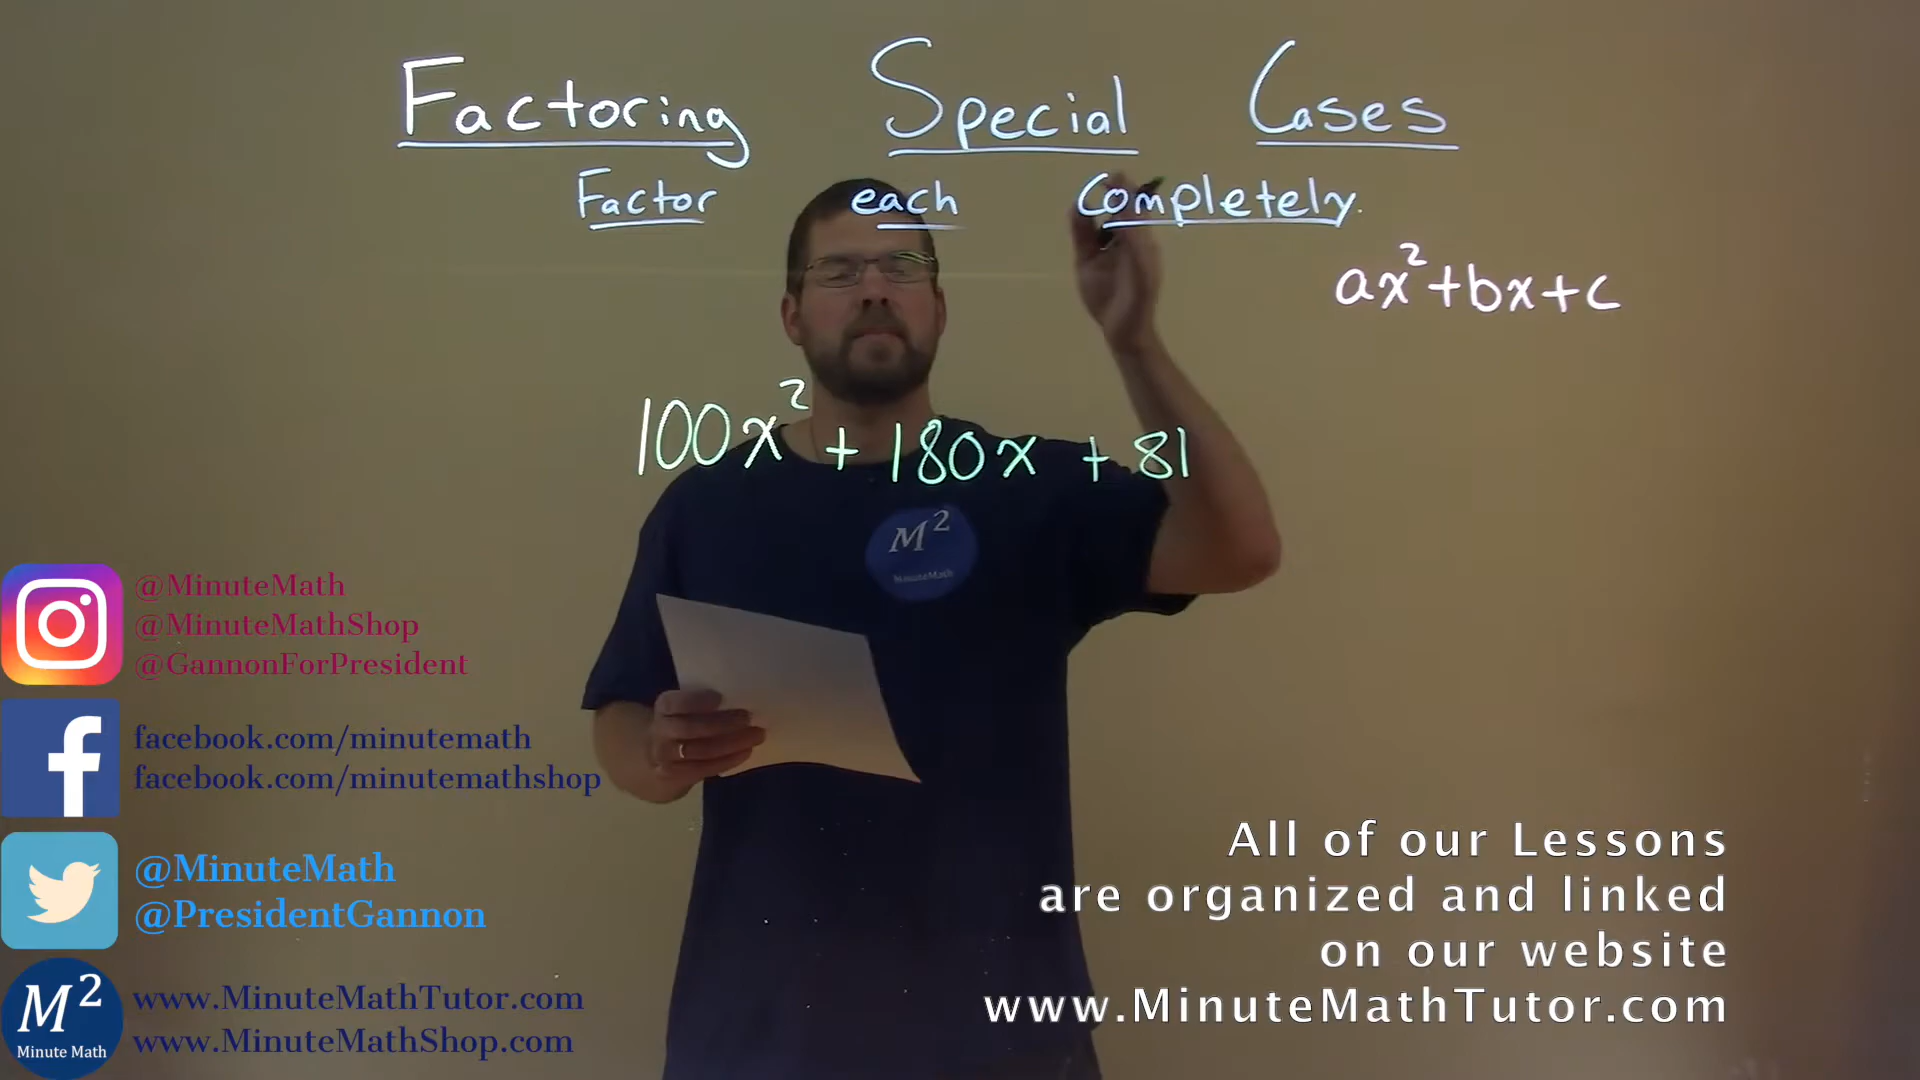 Factoring Special Cases
Factor each Completely.
ax²+bx+c
100x² + 180x + 81
M²
MinuteMath
@MinuteMath
@MinuteMathShop
@GannonForPresident
facebook.com/minutemath
facebook.com/minutemathshop
@MinuteMath
@PresidentGannon
M²
Minute Math
www.MinuteMathTutor.com
www.MinuteMathShop.com
All of our Lessons
are organized and linked
on our website
www.MinuteMathTutor.com